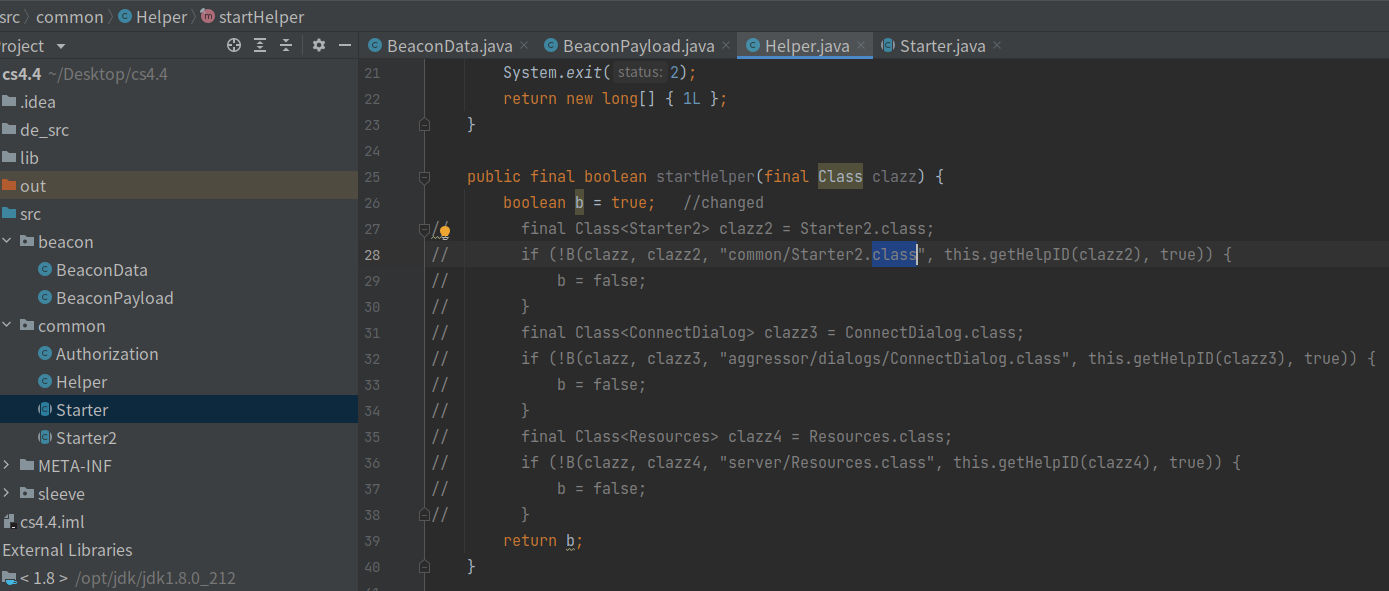 src common Helper startHelper
roject
BeaconData.java BeaconPayload.java Helper.java Starter.java
cs4.4 ~/Desktop/cs4.4
.idea
de_src
lib
out
src
beacon
BeaconData
BeaconPayload
common
Authorization
Helper
Starter
Starter2
META-INF
sleeve
cs4.4.iml
External Libraries
< 1.8 > /opt/jdk/jdk1.8.0_212
21 System.exit( status: 2);
22 return new long[] { 1L };
23 }
24
25 public final boolean startHelper(final Class clazz) {
26 boolean b = true; //changed
27 // final Class<Starter2> clazz2 = Starter2.class;
28 // if (!B(clazz, clazz2, "common/Starter2.class", this.getHelpID(clazz2), true)) {
29 // b = false;
30 // }
31 // final Class<ConnectDialog> clazz3 = ConnectDialog.class;
32 // if (!B(clazz, clazz3, "aggressor/dialogs/ConnectDialog.class", this.getHelpID(clazz3), true)) {
33 // b = false;
34 // }
35 // final Class<Resources> clazz4 = Resources.class;
36 // if (!B(clazz, clazz4, "server/Resources.class", this.getHelpID(clazz4), true)) {
37 // b = false;
38 // }
39 return b;
40 }